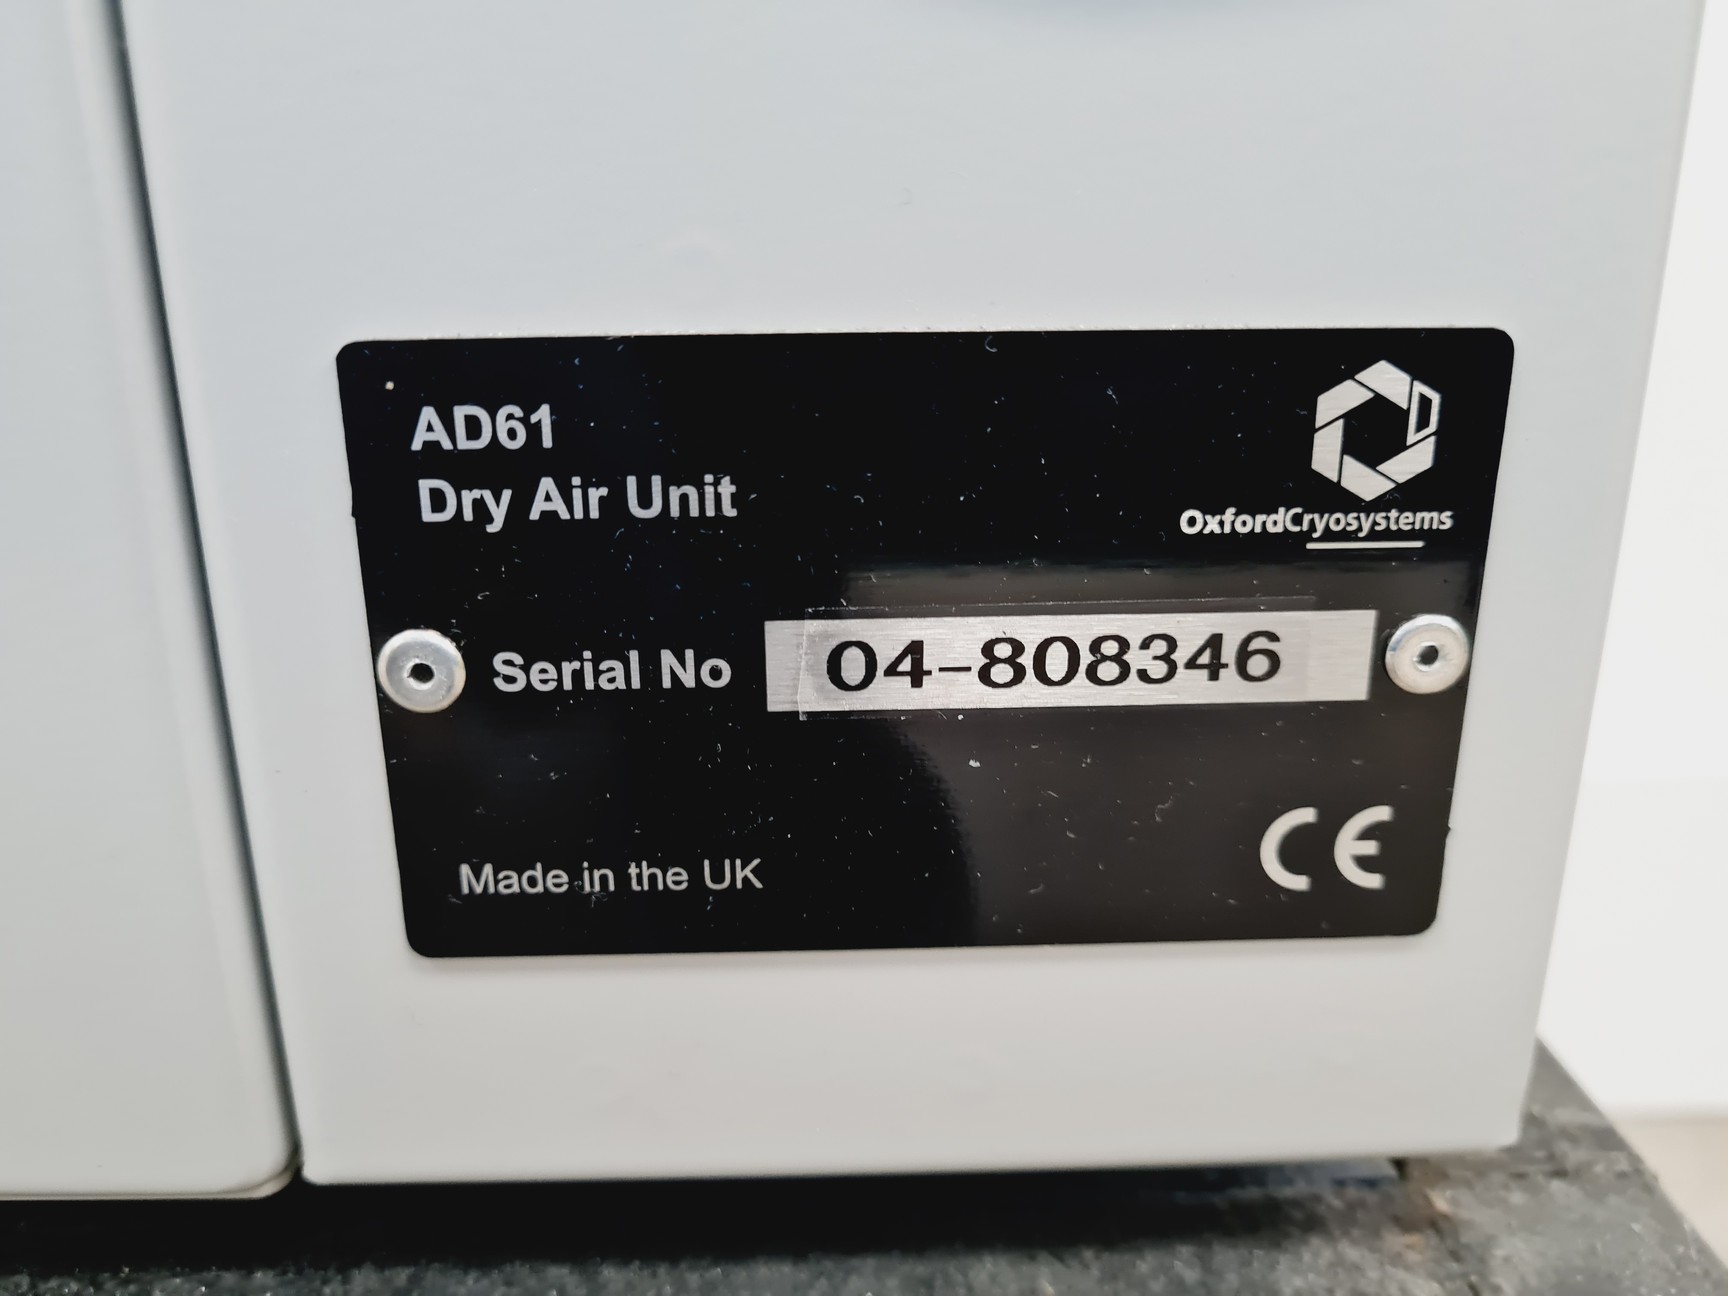 AD61
Dry Air Unit
OxfordCryosystems
Serial No 04-808346
Made in the UK
CE